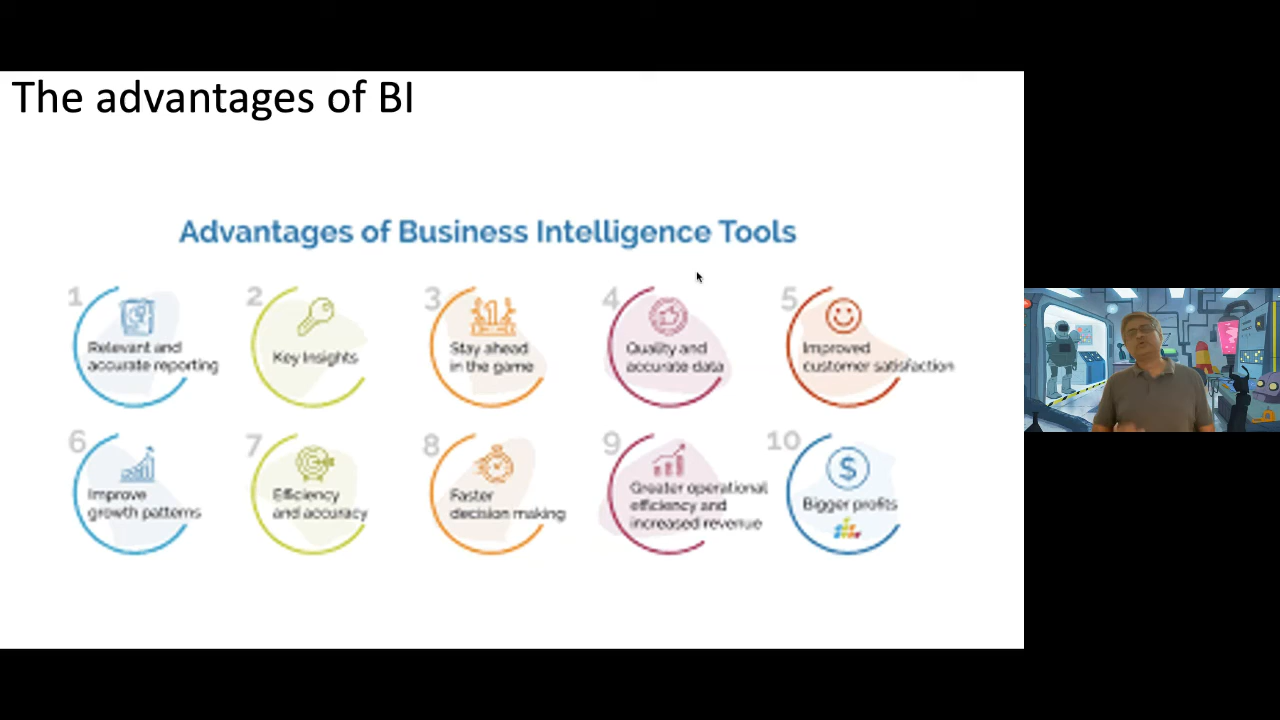 The advantages of BI
Advantages of Business Intelligence Tools
1
Relevant and
accurate reporting
2
Key Insights
3
1
Stay ahead
in the game
4
Quality and
accurate data
5
Improved
customer satisfaction
6
Improve
growth patterns
7
Efficiency
and accuracy
8
Faster
decision making
9
Greater operational
efficiency and
increased revenue
10
$
Bigger profits